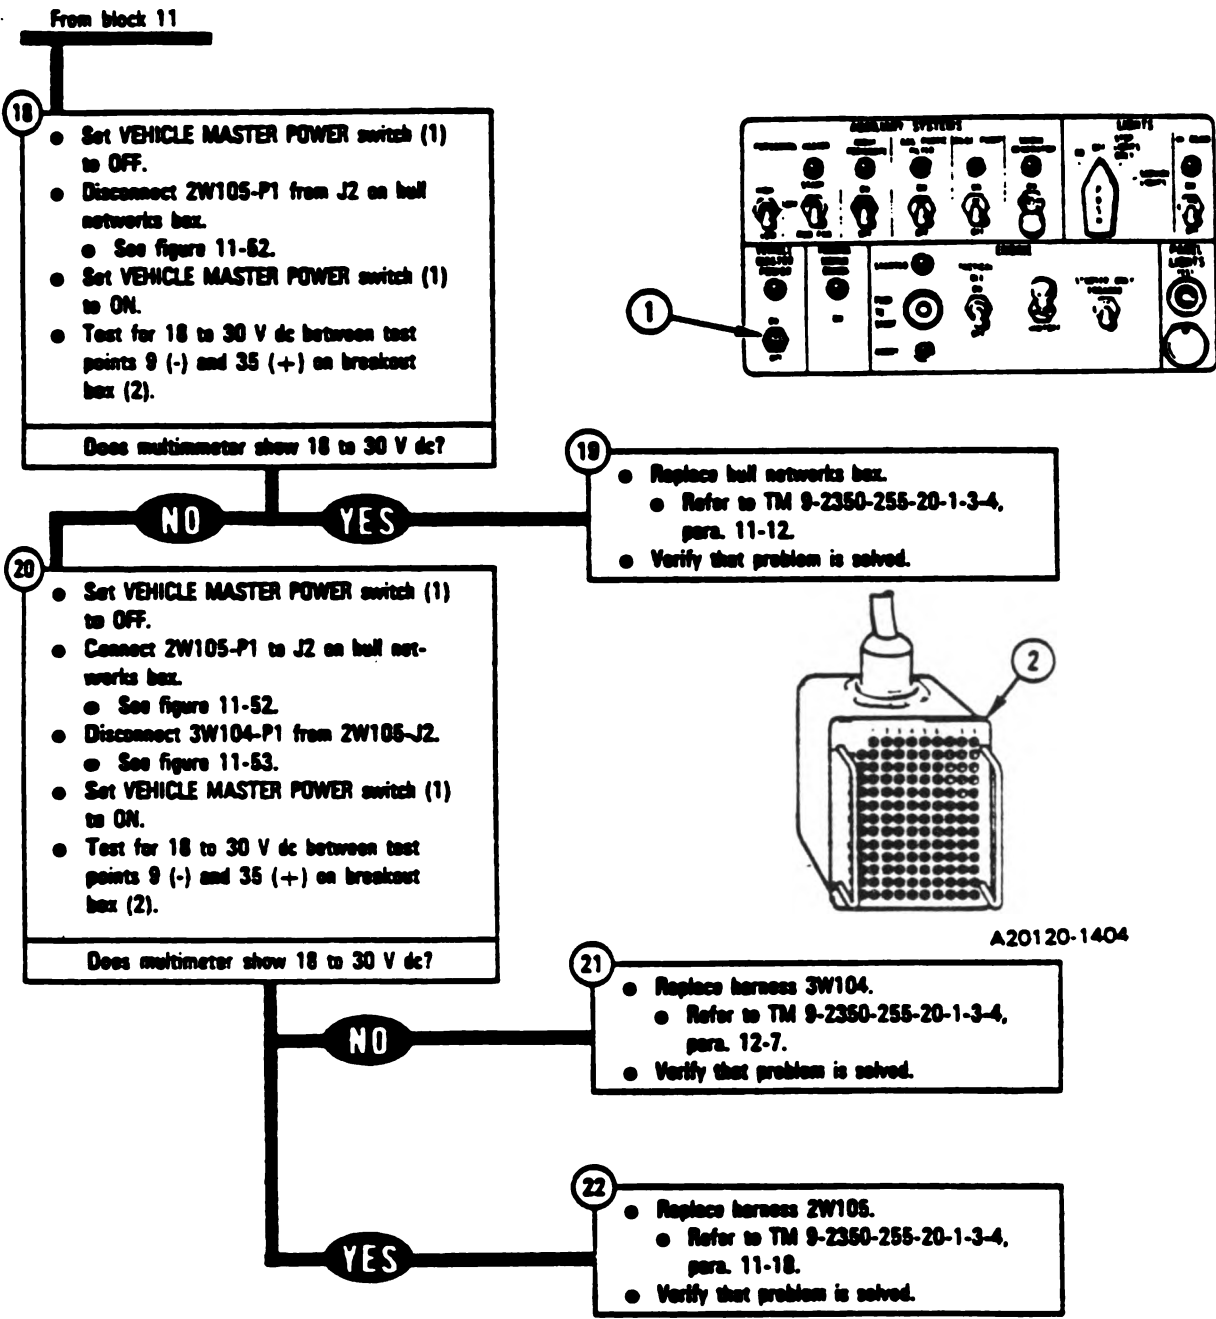 From block 11
18
● Set VEHICLE MASTER POWER switch (1)
to OFF.
● Disconnect 2W105-P1 from J2 on hull
networks box.
● See figure 11-52.
● Set VEHICLE MASTER POWER switch (1)
to ON.
● Test for 18 to 30 V dc between test
points 9 (-) and 35 (+) on breakout
box (2).
Does multimmeter show 18 to 30 V dc?
NO
YES
19
● Replace hull networks box.
● Refer to TM 9-2350-255-20-1-3-4,
para. 11-12.
● Verify that problem is solved.
20
● Set VEHICLE MASTER POWER switch (1)
to OFF.
● Connect 2W105-P1 to J2 on hull net-
works box.
● See figure 11-52.
● Disconnect 3W104-P1 from 2W105-J2.
● See figure 11-53.
● Set VEHICLE MASTER POWER switch (1)
to ON.
● Test for 18 to 30 V dc between test
points 9 (-) and 35 (+) on breakout
box (2).
Does multimeter show 18 to 30 V dc?
NO
21
● Replace harness 3W104.
● Refer to TM 9-2350-255-20-1-3-4,
para. 12-7.
● Verify that problem is solved.
YES
22
● Replace harness 2W105.
● Refer to TM 9-2350-255-20-1-3-4,
para. 11-18.
● Verify that problem is solved.
AUXILIARY SYSTEMS
LIGHTS
ENGINE
VEHICLE
MASTER
POWER
PANEL
LIGHTS
1
2
A20120-1404